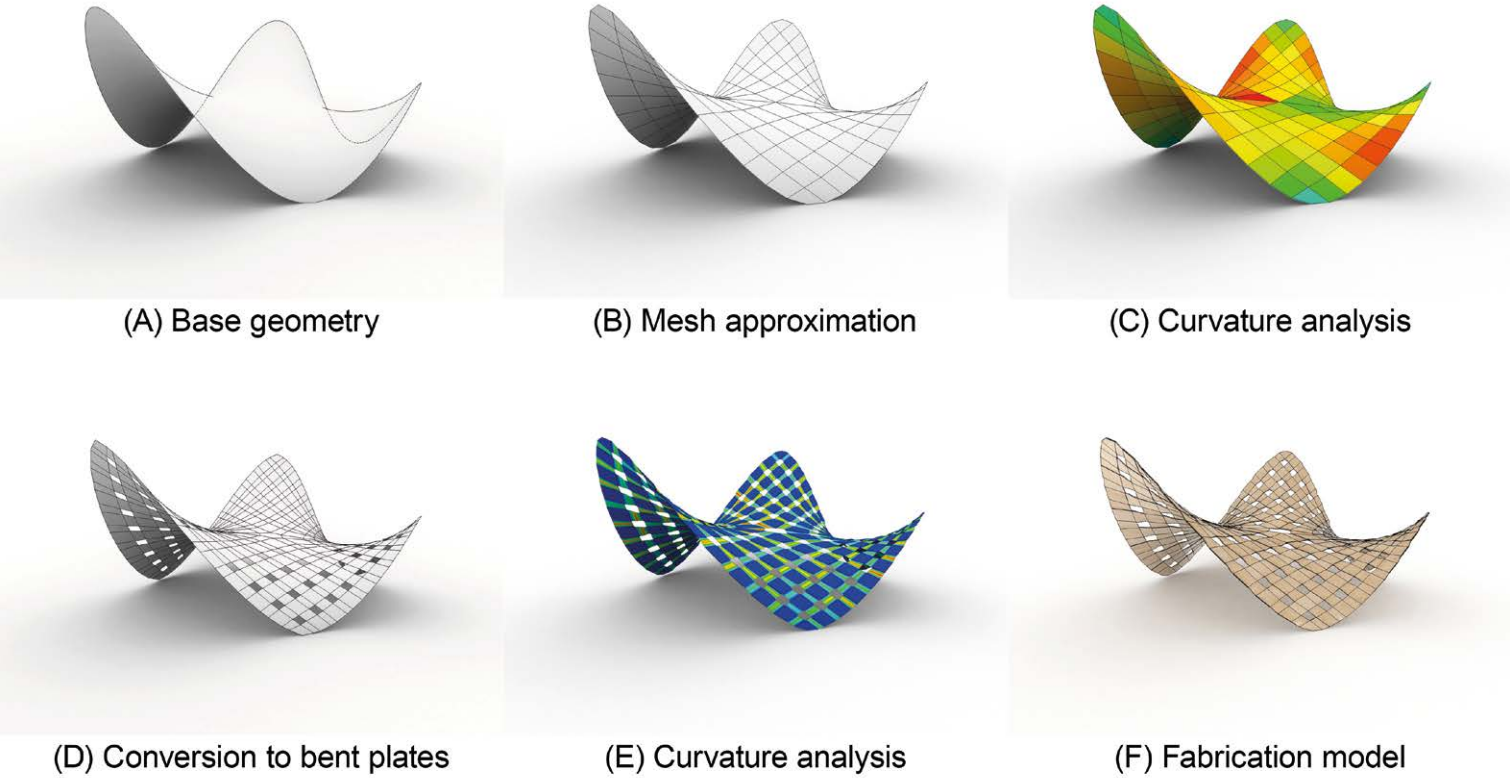 (A) Base geometry
(B) Mesh approximation
(C) Curvature analysis
(D) Conversion to bent plates
(E) Curvature analysis
(F) Fabrication model